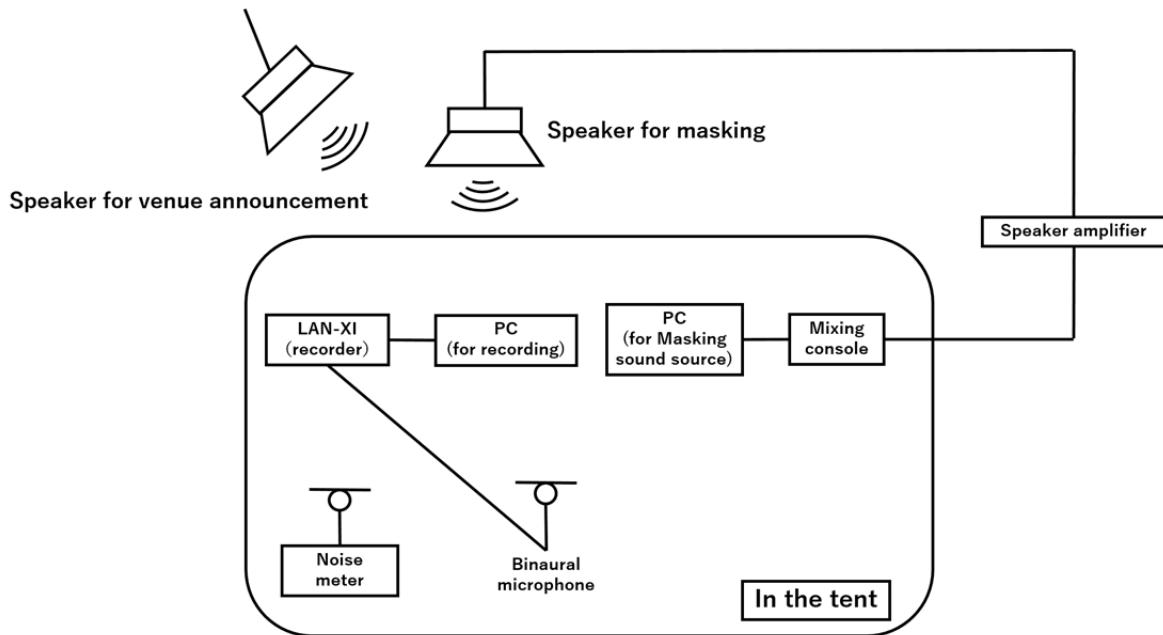 Speaker for masking
Speaker for venue announcement
Speaker amplifier
LAN-XI
(recorder)
PC
(for recording)
PC
(for Masking
sound source)
Mixing
console
Noise
meter
Binaural
microphone
In the tent